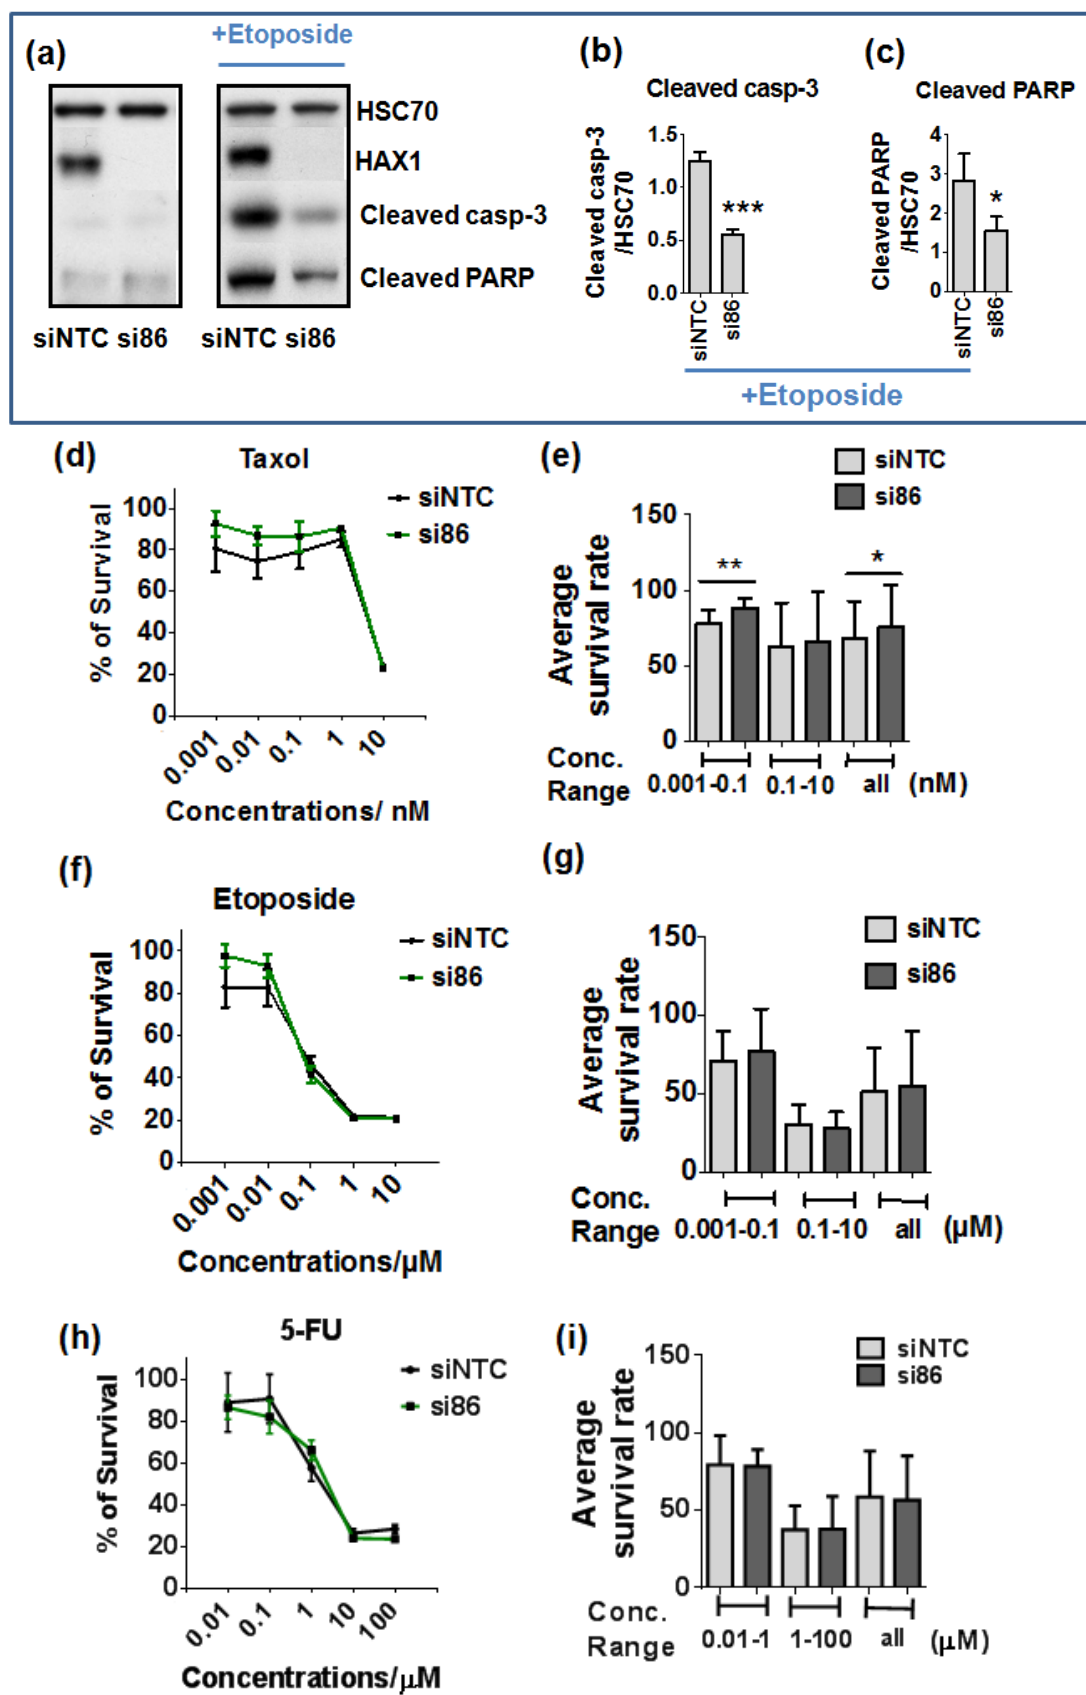 +Etoposide
(a)
HSC70
HAX1
Cleaved casp-3
Cleaved PARP
siNTC si86
siNTC si86
(b)
Cleaved casp-3
Cleaved casp-3
/HSC70
1.5
1.0
0.5
0.0
***
siNTC
si86
(c)
Cleaved PARP
Cleaved PARP
/HSC70
4
3
2
1
0
*
siNTC
si86
+Etoposide
(d)
Taxol
siNTC
si86
% of Survival
100
80
60
40
20
0
0.001
0.01
0.1
1
10
Concentrations/ nM
(e)
siNTC
si86
Average
survival rate
150
100
50
0
**
*
Conc.
Range
0.001-0.1
0.1-10
all
(nM)
(f)
Etoposide
siNTC
si86
% of Survival
100
80
60
40
20
0
0.001
0.01
0.1
1
10
Concentrations/µM
(g)
siNTC
si86
Average
survival rate
150
100
50
0
Conc.
Range
0.001-0.1
0.1-10
all
(µM)
(h)
5-FU
siNTC
si86
% of Survival
100
80
60
40
20
0
0.01
0.1
1
10
100
Concentrations/µM
(i)
siNTC
si86
Average
survival rate
150
100
50
0
Conc.
Range
0.01-1
1-100
all
(µM)